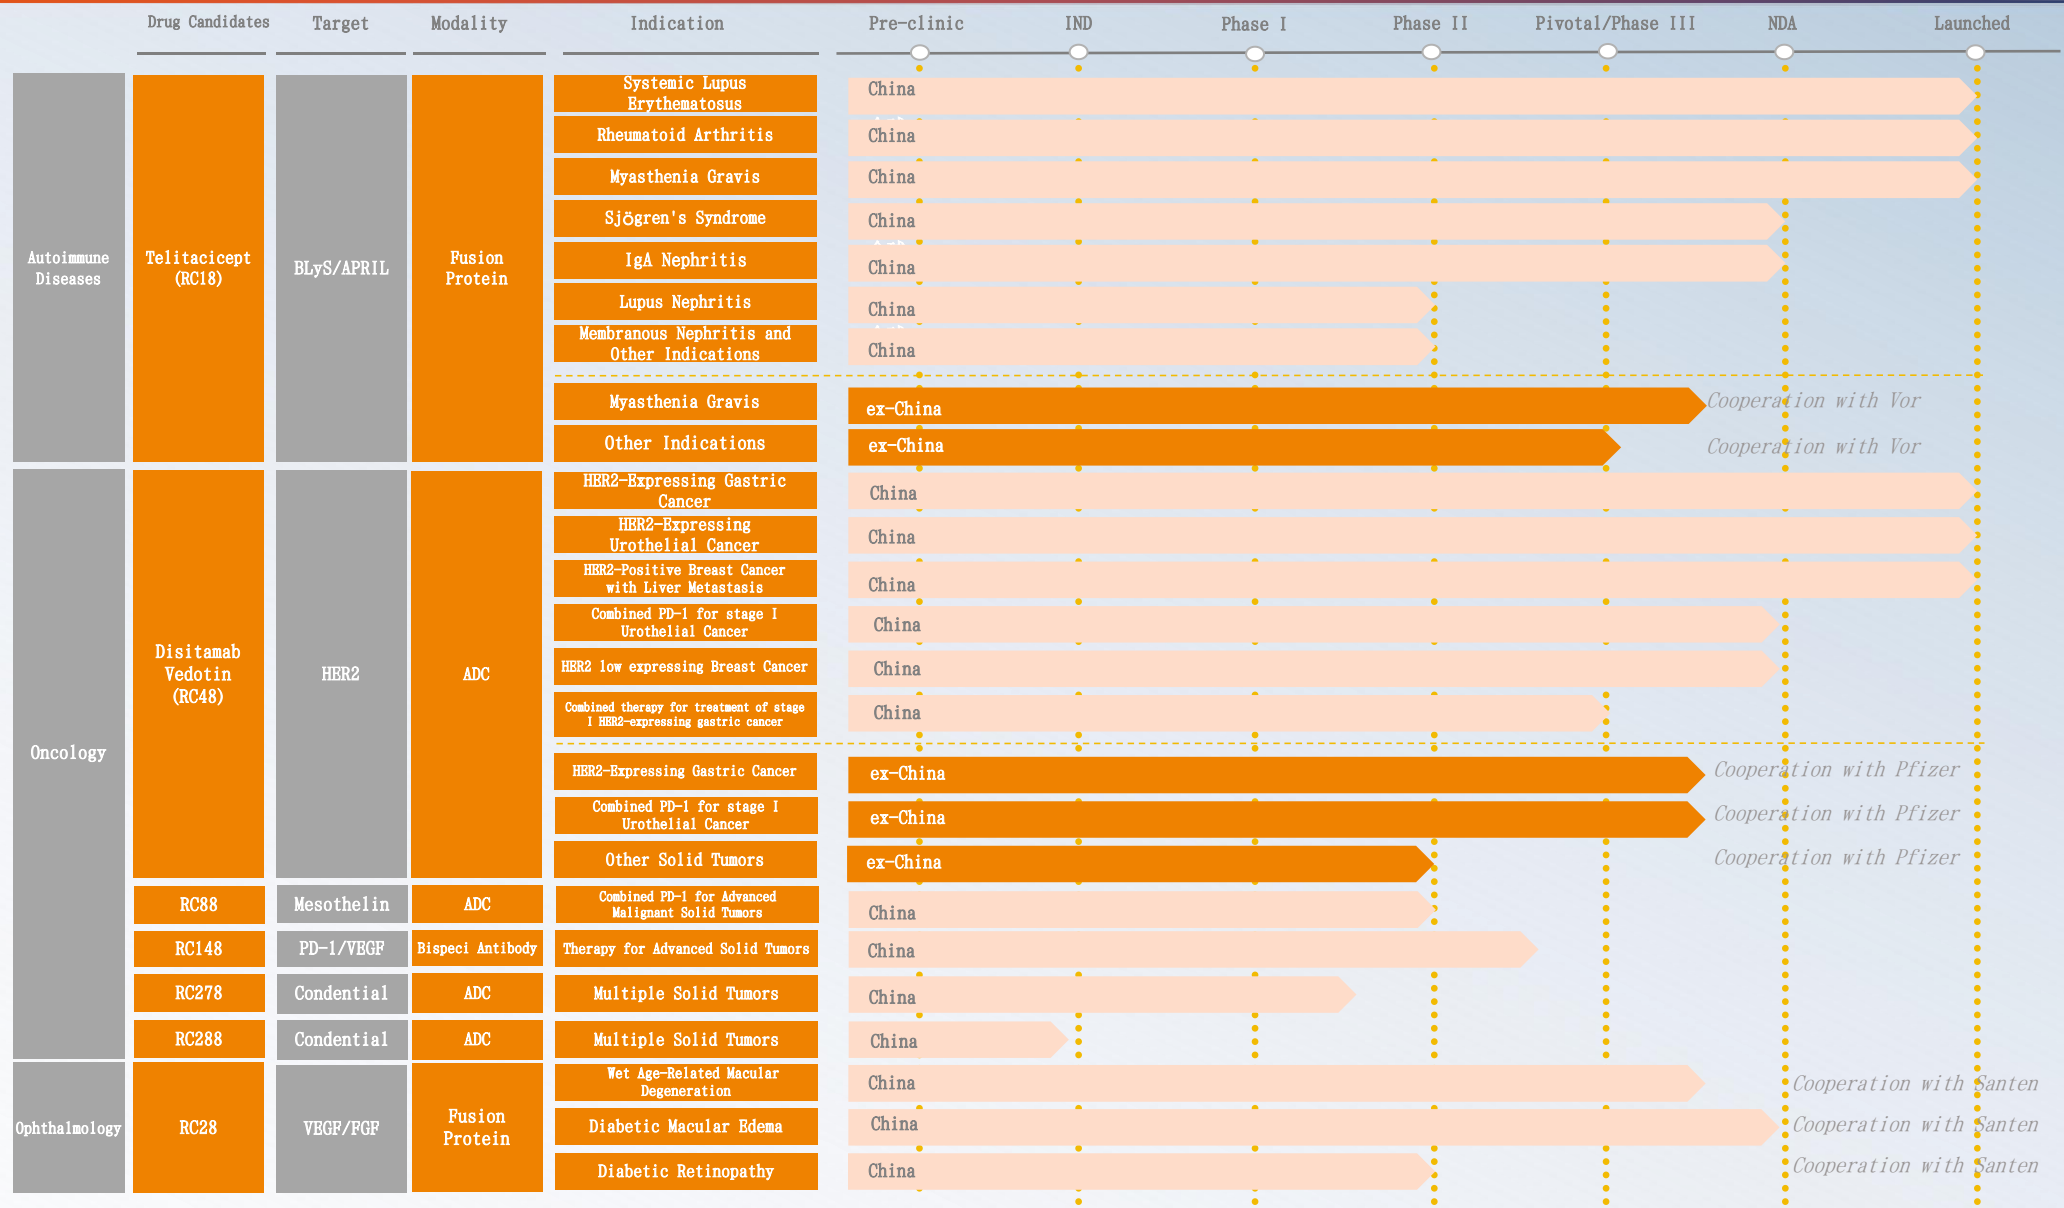 Drug Candidates Target Modality Indication Pre-clinic IND Phase I Phase II Pivotal/Phase III NDA Launched
Autoimmune
Diseases
Telitacicept
(RC18)
BLyS/APRIL
Fusion
Protein
Systemic Lupus
Erythematosus
China
Rheumatoid Arthritis
China
Myasthenia Gravis
China
Sjögren's Syndrome
China
IgA Nephritis
China
Lupus Nephritis
China
Membranous Nephritis and
Other Indications
China
Myasthenia Gravis
ex-China
Cooperation with Vor
Other Indications
ex-China
Cooperation with Vor
Oncology
Disitamab
Vedotin
(RC48)
HER2
ADC
HER2-Expressing Gastric
Cancer
China
HER2-Expressing
Urothelial Cancer
China
HER2-Positive Breast Cancer
with Liver Metastasis
China
Combined PD-1 for stage I
Urothelial Cancer
China
HER2 low expressing Breast Cancer
China
Combined therapy for treatment of stage
I HER2-expressing gastric cancer
China
HER2-Expressing Gastric Cancer
ex-China
Cooperation with Pfizer
Combined PD-1 for stage I
Urothelial Cancer
ex-China
Cooperation with Pfizer
Other Solid Tumors
ex-China
Cooperation with Pfizer
RC88
Mesothelin
ADC
Combined PD-1 for Advanced
Malignant Solid Tumors
China
RC148
PD-1/VEGF
Bispeci Antibody
Therapy for Advanced Solid Tumors
China
RC278
Condential
ADC
Multiple Solid Tumors
China
RC288
Condential
ADC
Multiple Solid Tumors
China
Ophthalmology
RC28
VEGF/FGF
Fusion
Protein
Wet Age-Related Macular
Degeneration
China
Cooperation with Santen
Diabetic Macular Edema
China
Cooperation with Santen
Diabetic Retinopathy
China
Cooperation with Santen